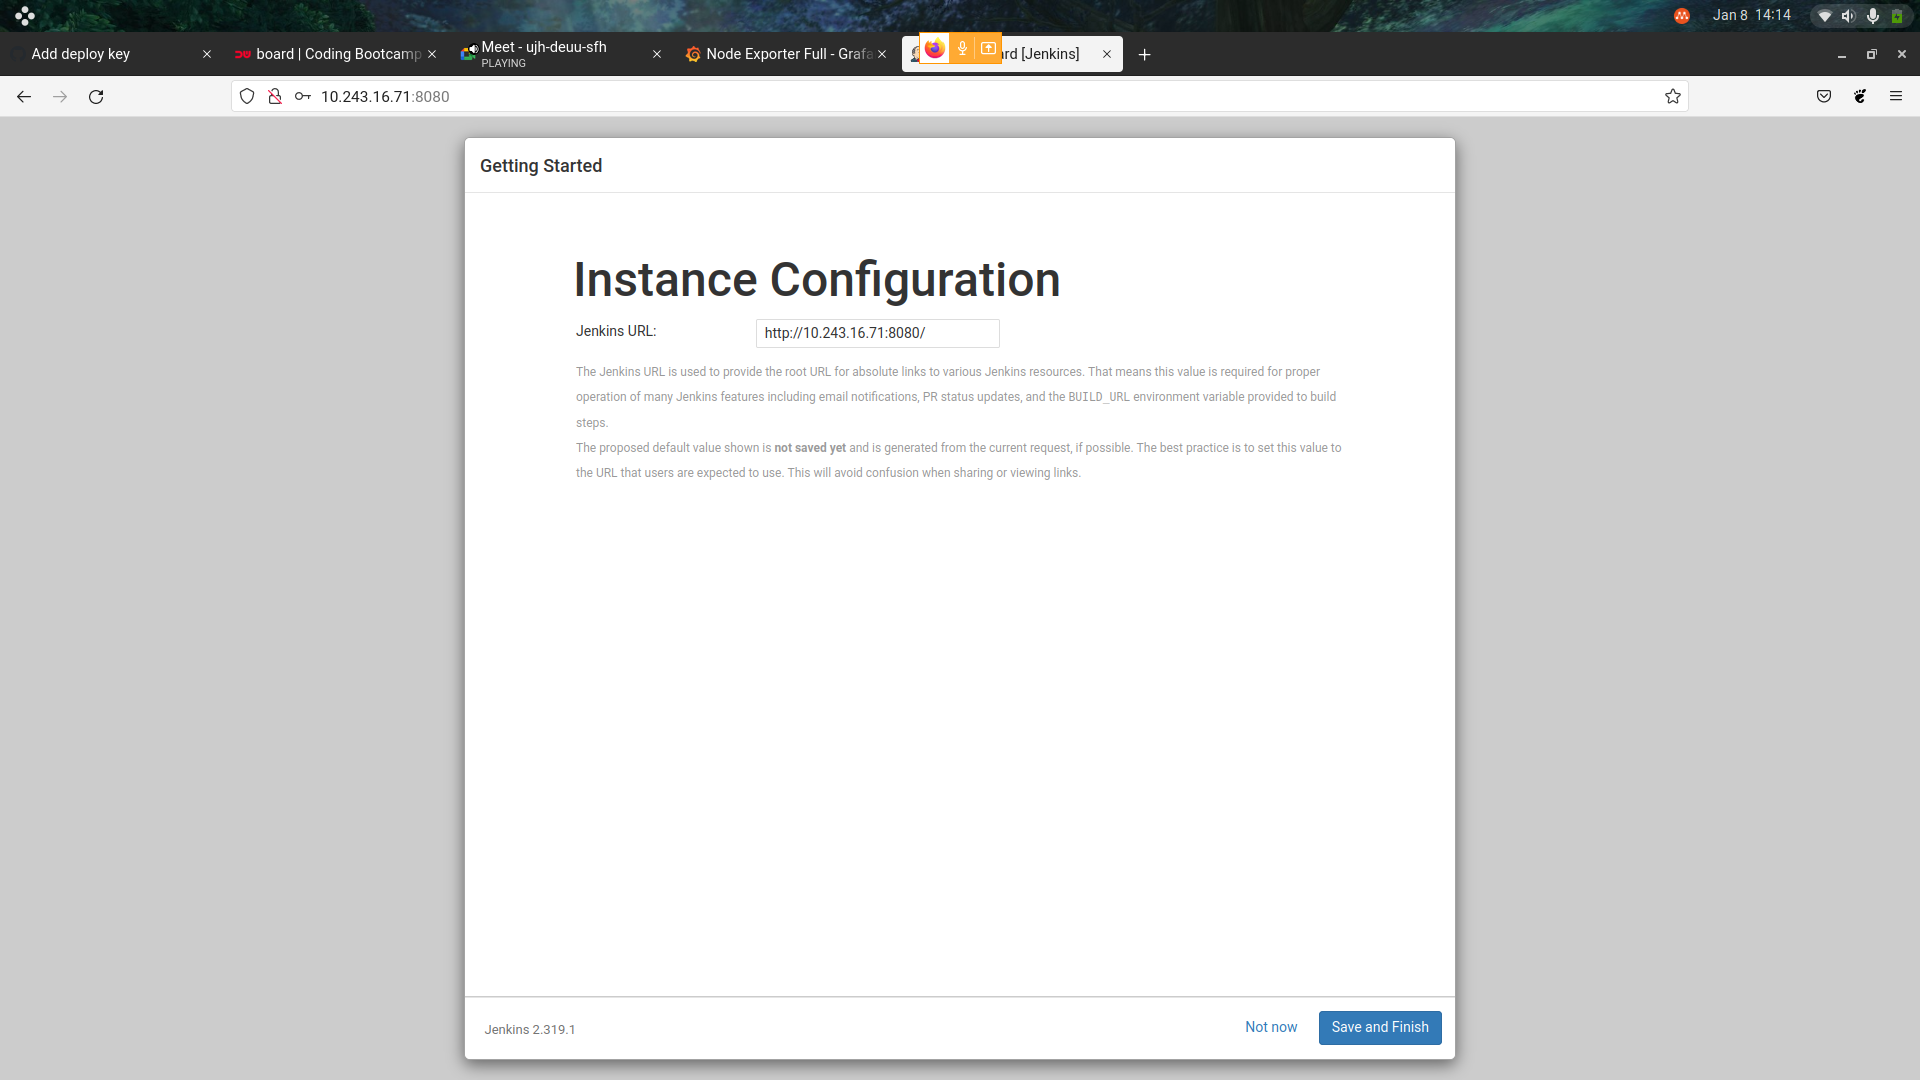 Jan 8 14:14
Add deploy key
board | Coding Bootcamp
Meet - ujh-deuu-sfh
PLAYING
Node Exporter Full - Grafa
rd [Jenkins]
10.243.16.71:8080
Getting Started
Instance Configuration
Jenkins URL:
http://10.243.16.71:8080/
The Jenkins URL is used to provide the root URL for absolute links to various Jenkins resources. That means this value is required for proper
operation of many Jenkins features including email notifications, PR status updates, and the BUILD_URL environment variable provided to build
steps.
The proposed default value shown is not saved yet and is generated from the current request, if possible. The best practice is to set this value to
the URL that users are expected to use. This will avoid confusion when sharing or viewing links.
Jenkins 2.319.1
Not now
Save and Finish